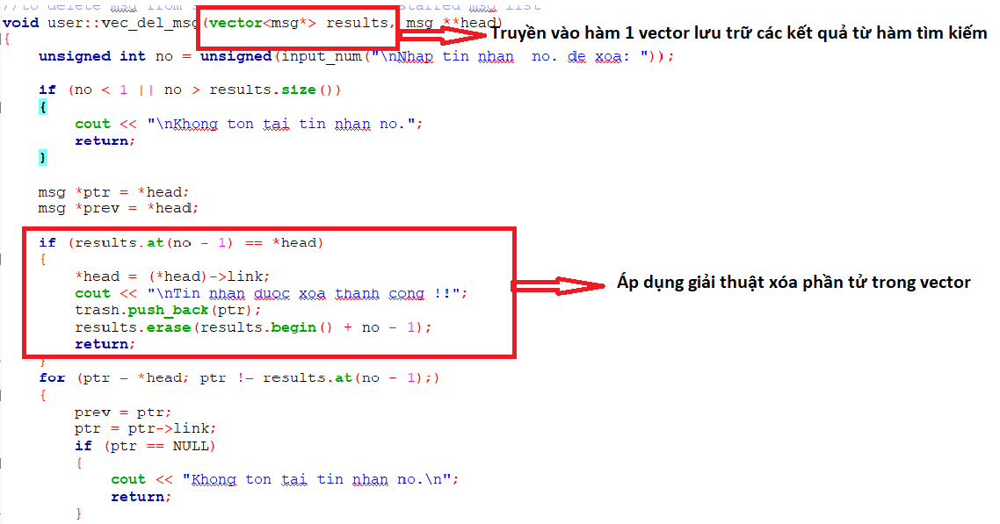 //to delete msg from starred msg list
void user::vec_del_msg(vector<msg*> results, msg **head)
Truyền vào hàm 1 vector lưu trữ các kết quả từ hàm tìm kiếm
{
unsigned int no = unsigned(input_num("\nNhap tin nhan  no. de xoa: "));
if (no < 1 || no > results.size())
{
cout << "\nKhong ton tai tin nhan no.";
return;
}
msg *ptr = *head;
msg *prev = *head;
if (results.at(no - 1) == *head)
{
*head = (*head)->link;
cout << "\nTin nhan duoc xoa thanh cong !!";
trash.push_back(ptr);
results.erase(results.begin() + no - 1);
return;
}
Áp dụng giải thuật xóa phần tử trong vector
for (ptr = *head; ptr != results.at(no - 1);)
{
prev = ptr;
ptr = ptr->link;
if (ptr == NULL)
{
cout << "Khong ton tai tin nhan no.\n";
return;
}